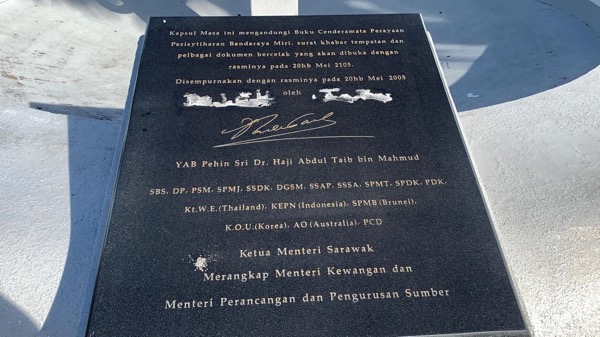 Kapsul Masa ini mengandungi Buku Cenderamata Perayaan
Perisytiharan Bandaraya Miri, surat khabar tempatan dan
pelbagai dokumen bercetak yang akan dibuka dengan
rasminya pada 20hb Mei 2105.
Disempurnakan dengan rasminya pada 20hb Mei 2005
oleh
YAB Pehin Sri Dr. Haji Abdul Taib bin Mahmud
SBS, DP, PSM, SPMJ, SSDK, DGSM, SSAP, SSSA, SPMT, SPDK, PDK,
Kt.W.E.(Thailand), KEPN(Indonesia), SPMB(Brunei),
K.O.U.(Korea), AO(Australia), PCD
Ketua Menteri Sarawak
Merangkap Menteri Kewangan dan
Menteri Perancangan dan Pengurusan Sumber